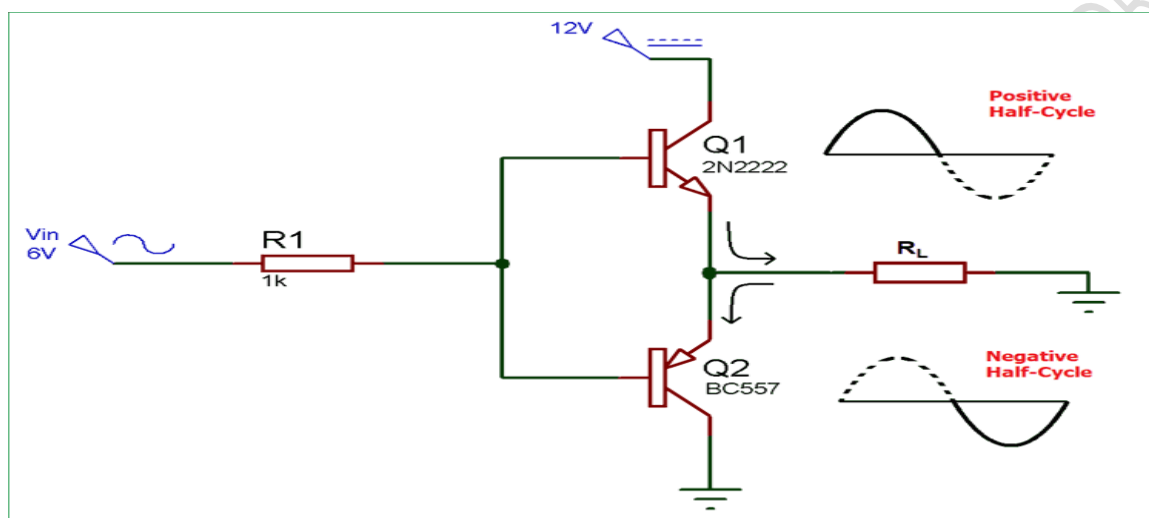 12V
Positive
Half-Cycle
Q1
2N2222
Vin
6V
R1
1k
RL
Q2
BC557
Negative
Half-Cycle